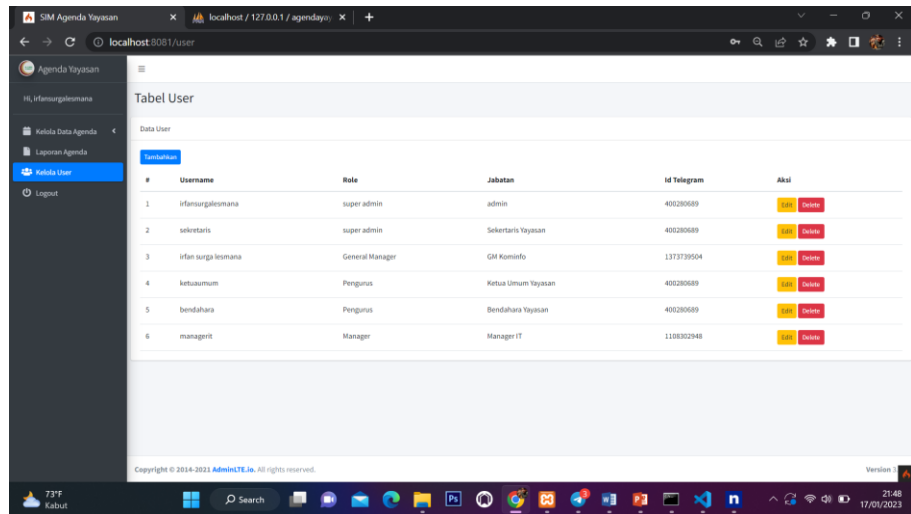 SIM Agenda Yayasan
localhost / 127.0.0.1 / agendayay
localhost:8081/user
Agenda Yayasan
Hi, irfansurgalesmana
Tabel User
Kelola Data Agenda
Data User
Laporan Agenda
Tambahkan
Kelola User
Logout
# Username Role Jabatan Id Telegram Aksi
1 irfansurgalesmana super admin admin 400280689 Edit Delete
2 sekretaris super admin Sekertaris Yayasan 400280689 Edit Delete
3 irfan surga lesmana General Manager GM Kominfo 1373739504 Edit Delete
4 ketuaumum Pengurus Ketua Umum Yayasan 400280689 Edit Delete
5 bendahara Pengurus Bendahara Yayasan 400280689 Edit Delete
6 managerit Manager Manager IT 1108302948 Edit Delete
Copyright © 2014-2021 AdminLTE.io. All rights reserved.
Version 3
73°F
Kabut
Search
Ps
21:48
17/01/2023